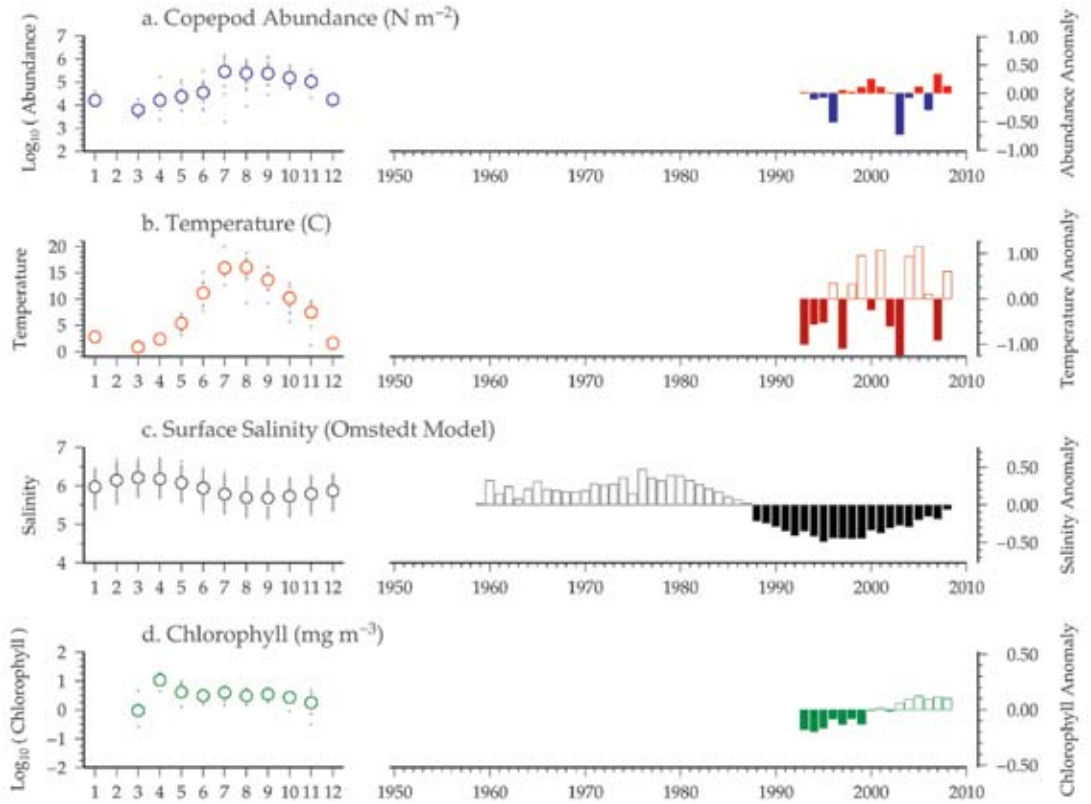 a. Copepod Abundance (N m⁻²)
Log₁₀ ( Abundance )
7
6
5
4
3
2
1 2 3 4 5 6 7 8 9 10 11 12
1950 1960 1970 1980 1990 2000 2010
1.00
0.50
0.00
−0.50
−1.00
Abundance Anomaly
b. Temperature (C)
Temperature
20
15
10
5
0
1 2 3 4 5 6 7 8 9 10 11 12
1950 1960 1970 1980 1990 2000 2010
1.00
0.00
−1.00
Temperature Anomaly
c. Surface Salinity (Omstedt Model)
Salinity
7
6
5
4
1 2 3 4 5 6 7 8 9 10 11 12
1950 1960 1970 1980 1990 2000 2010
0.50
0.00
−0.50
Salinity Anomaly
d. Chlorophyll (mg m⁻³)
Log₁₀ ( Chlorophyll )
2
1
0
−1
−2
1 2 3 4 5 6 7 8 9 10 11 12
1950 1960 1970 1980 1990 2000 2010
0.50
0.00
−0.50
Chlorophyll Anomaly